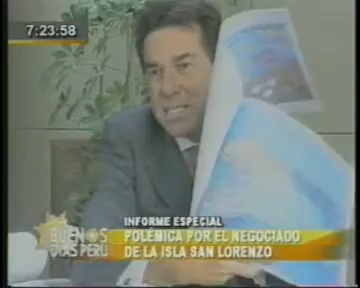 7:23:58
INFORME ESPECIAL
BUENOS
DIAS PERU
POLÉMICA POR EL NEGOCIADO
DE LA ISLA SAN LORENZO